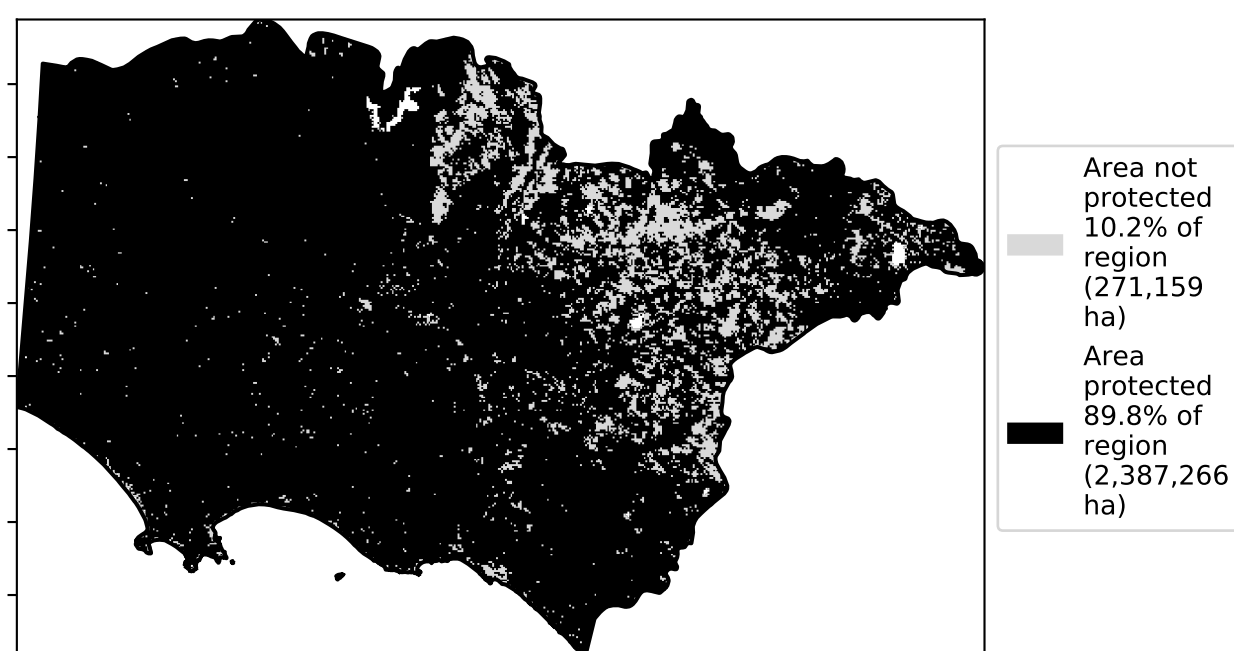 Area not
protected
10.2% of
region
(271,159
ha)
Area
protected
89.8% of
region
(2,387,266
ha)